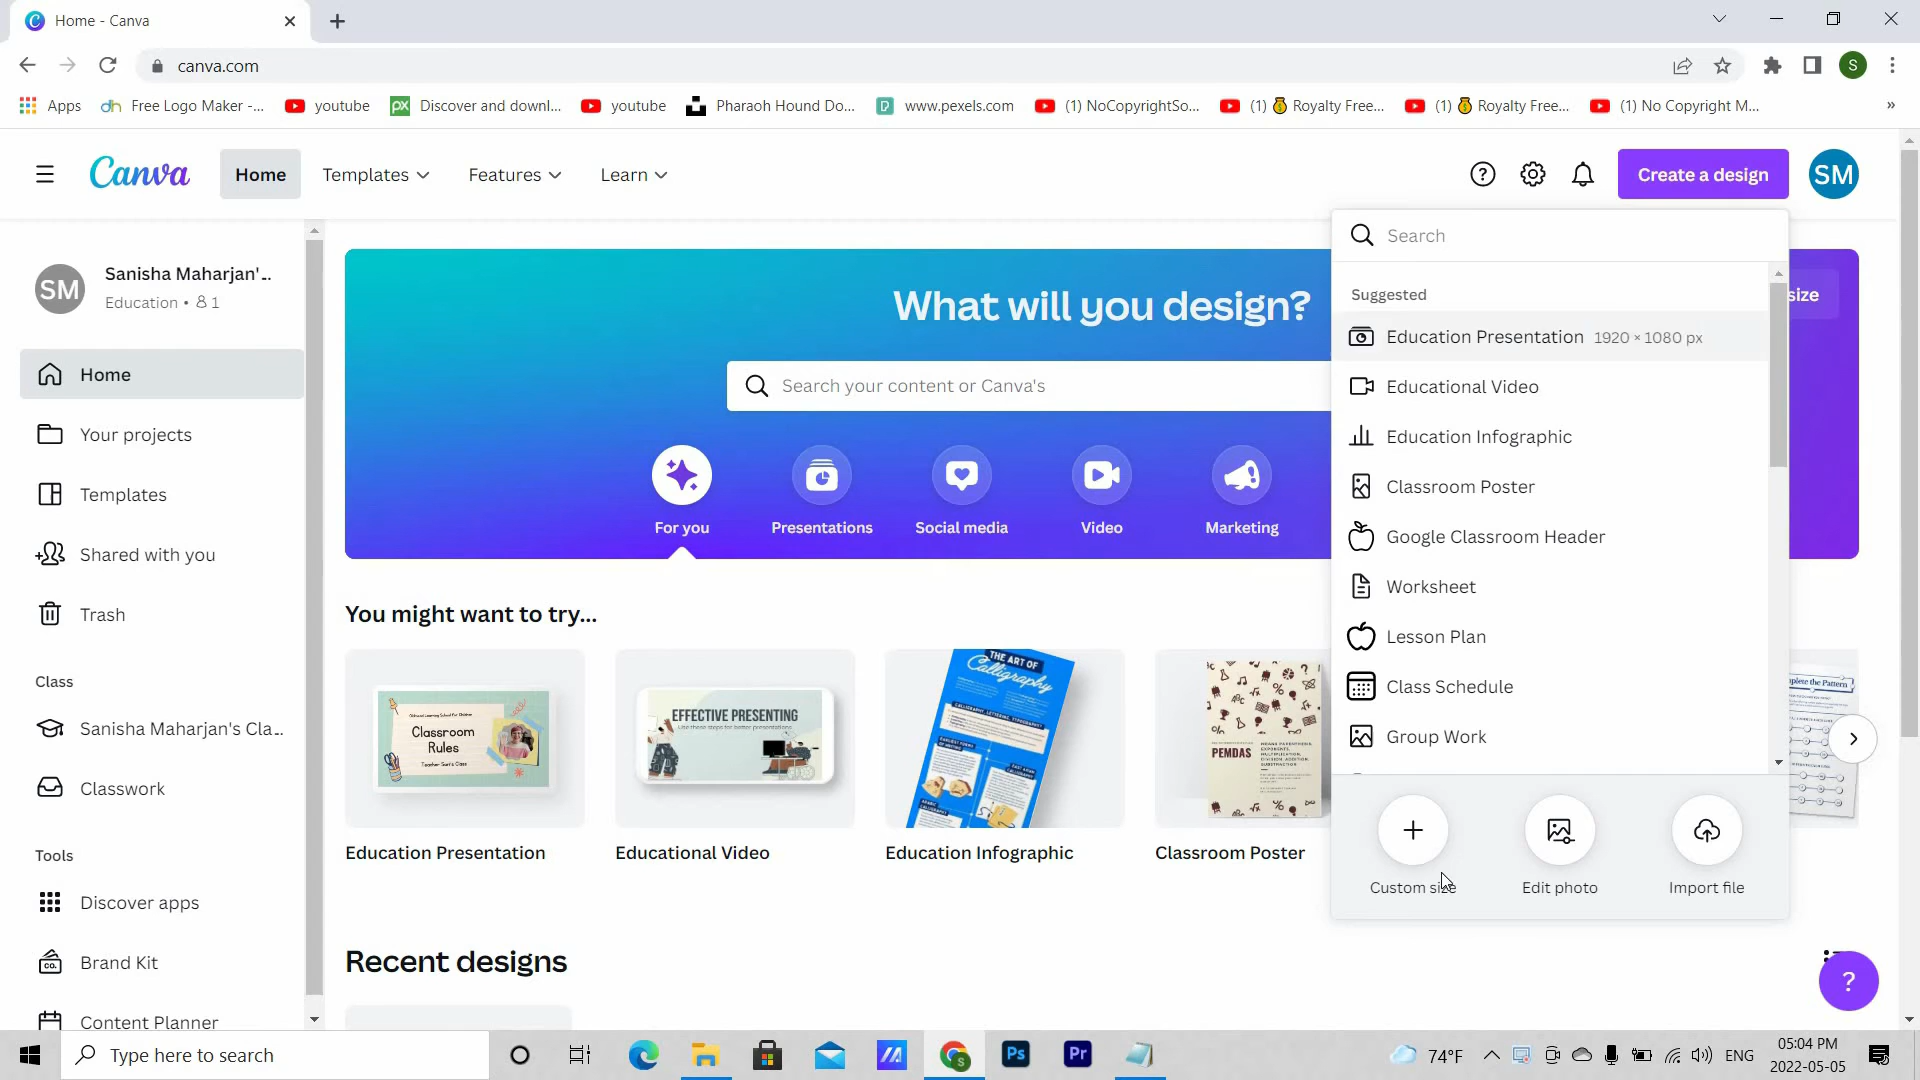 Home - Canva
canva.com
Apps
Free Logo Maker -...
youtube
Discover and downl...
youtube
Pharaoh Hound Do...
www.pexels.com
(1) NoCopyrightSo...
(1) 💰 Royalty Free...
(1) 💰 Royalty Free...
(1) No Copyright M...
»
Canva
Home
Templates
Features
Learn
Create a design
SM
SM
Sanisha Maharjan'...
Education • 1
Home
Your projects
Templates
Shared with you
Trash
Class
Sanisha Maharjan's Cla...
Classwork
Tools
Discover apps
Brand Kit
Content Planner
What will you design?
size
Search your content or Canva's
For you
Presentations
Social media
Video
Marketing
You might want to try...
Classroom
Rules
EFFECTIVE PRESENTING
THE ART OF
Calligraphy
PEMDAS
Complete the Pattern
Education Presentation
Educational Video
Education Infographic
Classroom Poster
Recent designs
Search
Suggested
Education Presentation 1920 × 1080 px
Educational Video
Education Infographic
Classroom Poster
Google Classroom Header
Worksheet
Lesson Plan
Class Schedule
Group Work
Custom size
Edit photo
Import file
?
Type here to search
Ps
Pr
74°F
ENG
05:04 PM
2022-05-05